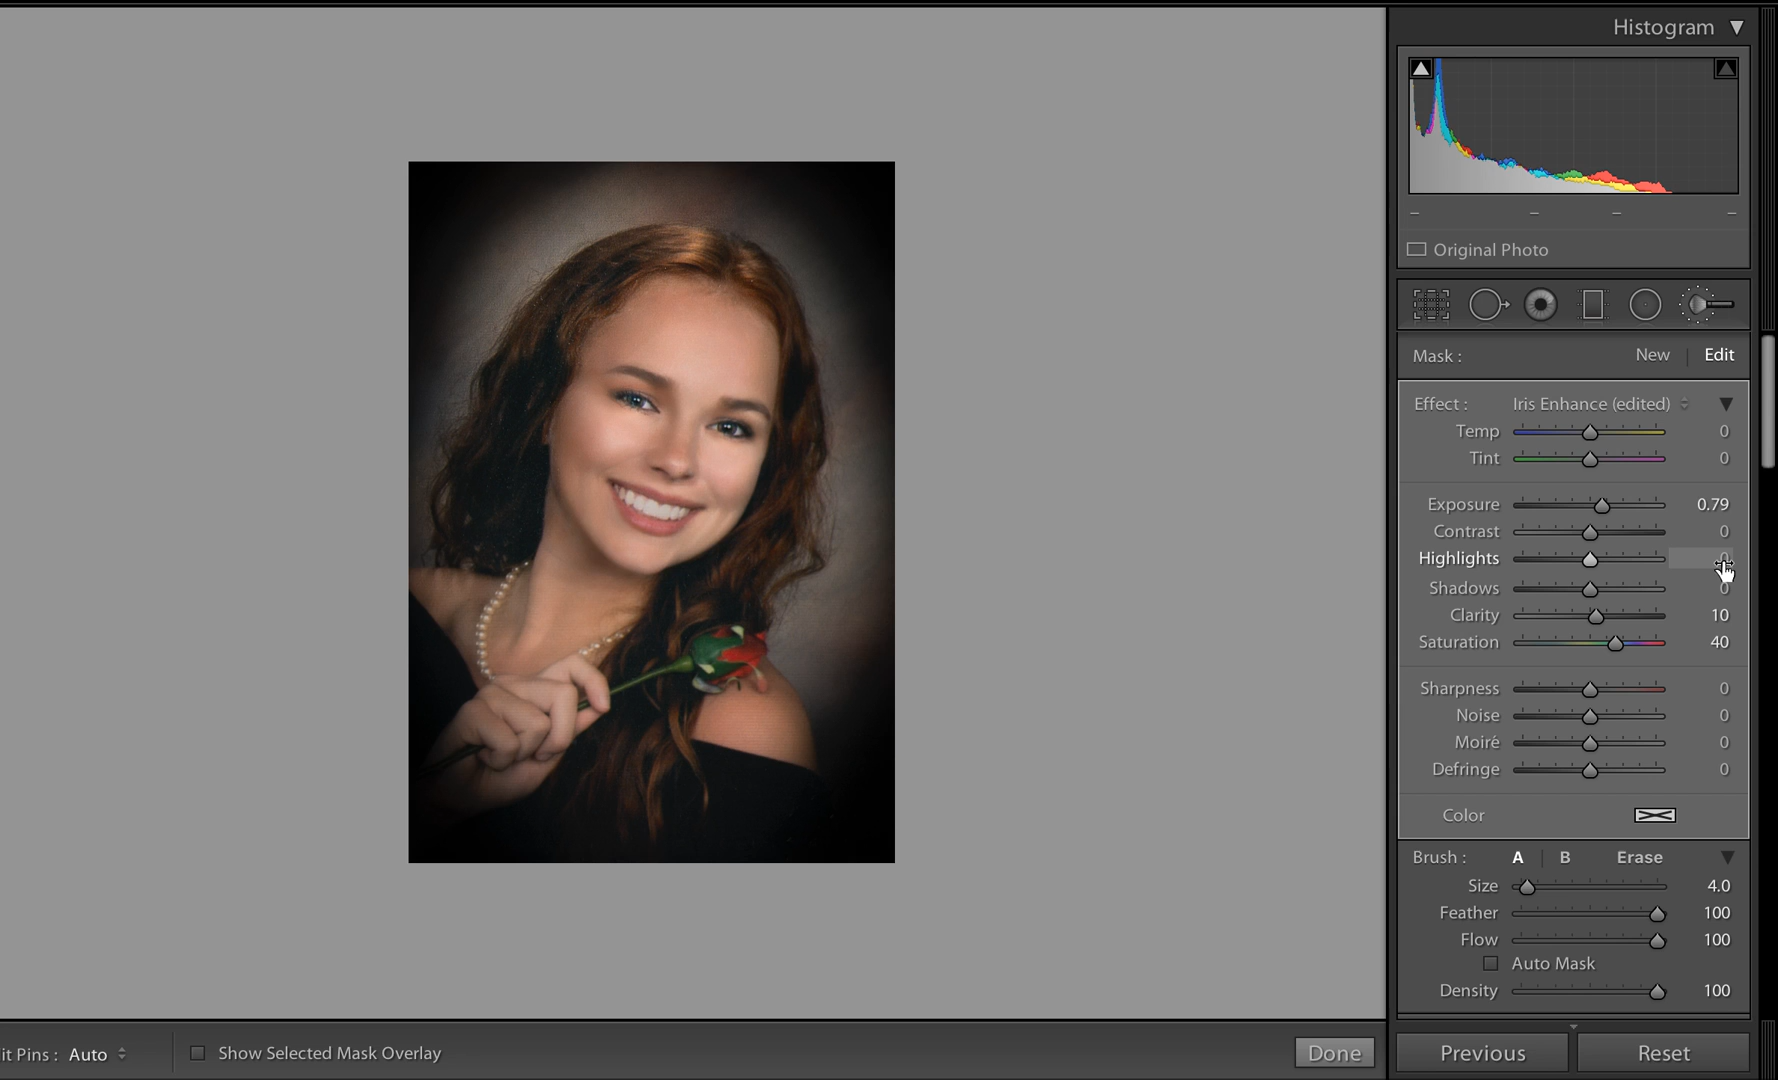 Histogram
Original Photo
Mask : New Edit
Effect : Iris Enhance (edited)
Temp 0
Tint 0
Exposure 0.79
Contrast 0
Highlights 0
Shadows 0
Clarity 10
Saturation 40
Sharpness 0
Noise 0
Moiré 0
Defringe 0
Color
Brush : A B Erase
Size 4.0
Feather 100
Flow 100
Auto Mask
Density 100
it Pins : Auto Show Selected Mask Overlay Done Previous Reset